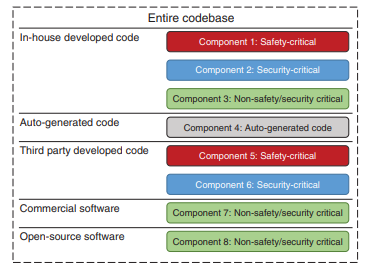 Entire codebase
In-house developed code
Component 1: Safety-critical
Component 2: Security-critical
Component 3: Non-safety/security critical
Auto-generated code
Component 4: Auto-generated code
Third party developed code
Component 5: Safety-critical
Component 6: Security-critical
Commercial software
Component 7: Non-safety/security critical
Open-source software
Component 8: Non-safety/security critical